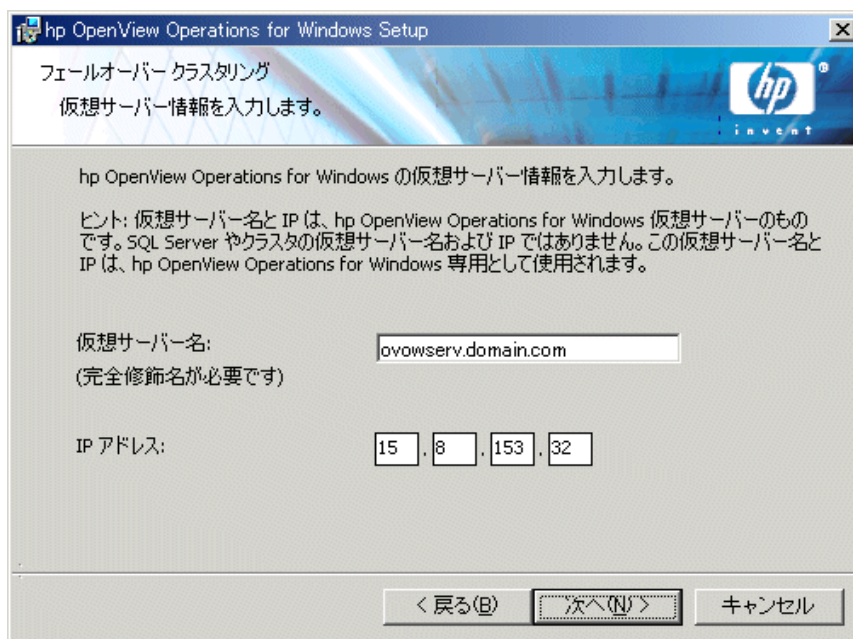 hp OpenView Operations for Windows Setup
フェールオーバー クラスタリング
仮想サーバー情報を入力します。
hp
invent
hp OpenView Operations for Windows の仮想サーバー情報を入力します。
ヒント: 仮想サーバー名と IP は、hp OpenView Operations for Windows 仮想サーバーのもの
です。SQL Server やクラスタの仮想サーバー名および IP ではありません。この仮想サーバー名と
IP は、hp OpenView Operations for Windows 専用として使用されます。
仮想サーバー名:
ovowserv.domain.com
(完全修飾名が必要です)
IP アドレス:
15 . 8 . 153 . 32
< 戻る(B)
次へ(N) >
キャンセル